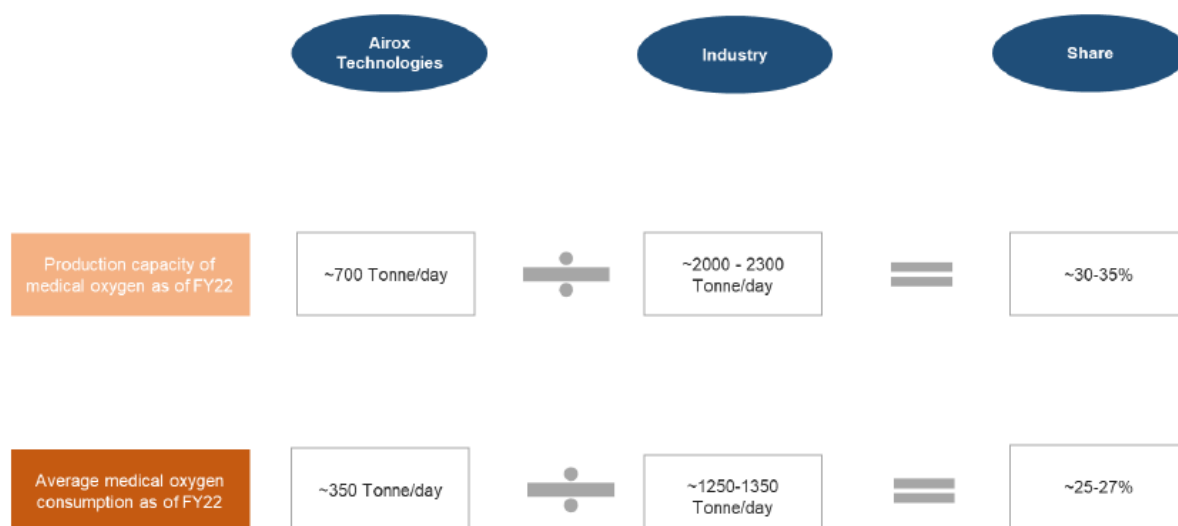 Airox
Technologies
Industry
Share
Production capacity of
medical oxygen as of FY22
~700 Tonne/day
~2000 - 2300
Tonne/day
~30-35%
Average medical oxygen
consumption as of FY22
~350 Tonne/day
~1250-1350
Tonne/day
~25-27%